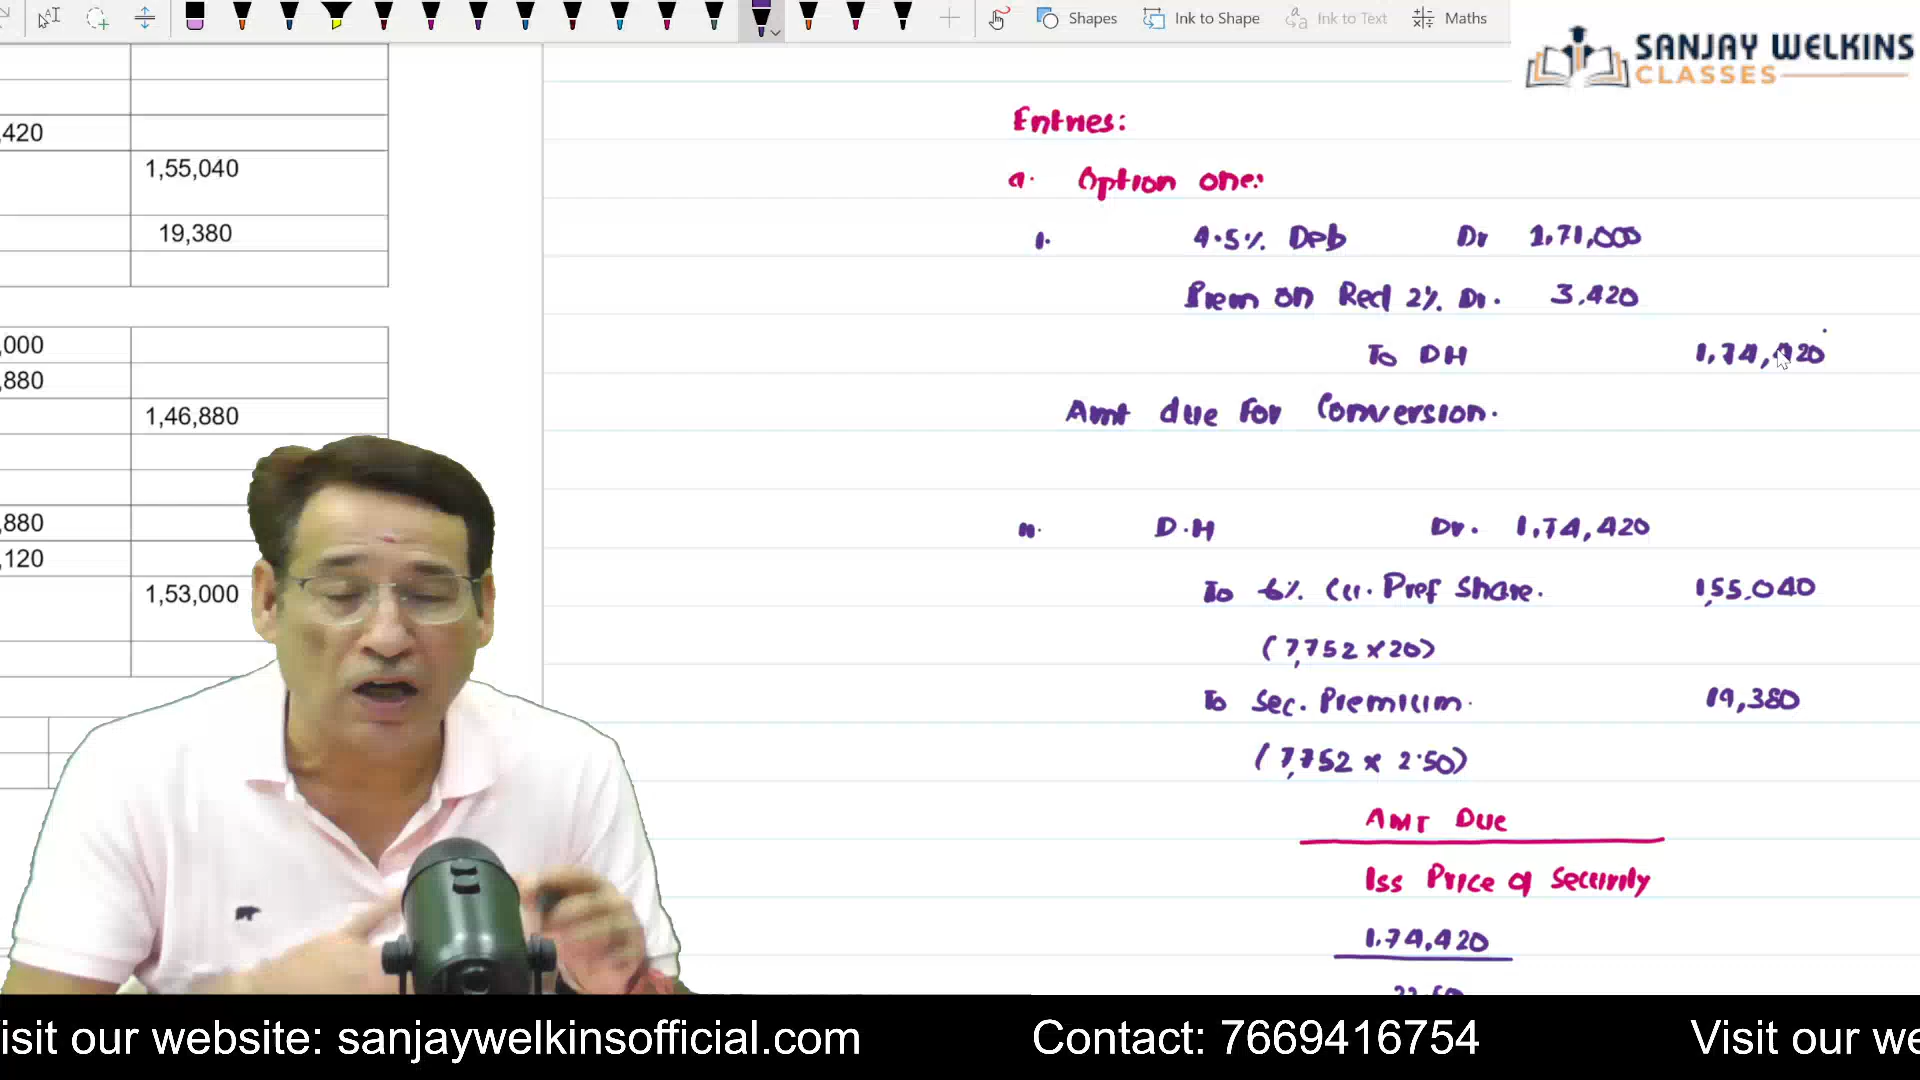 Shapes
Ink to Shape
Ink to Text
Maths
SANJAY WELKINS
CLASSES
,420
1,55,040
19,380
,000
,880
1,46,880
,880
,120
1,53,000
Entries:
a. Option one:
1. 4.5% Deb Dr 1,71,000
Prem on Red 2% Dr. 3,420
To DH 1,74,420
Amt due For Conversion.
D.H Dr. 1,74,420
To 6% Cu. Pref Share. 1,55,040
(7,752 x 20)
To Sec. Premium. 19,380
(7,752 x 2.50)
AMT DUE
Iss Price of Security
1,74,420
isit our website: sanjaywelkinsofficial.com Contact: 7669416754 Visit our we